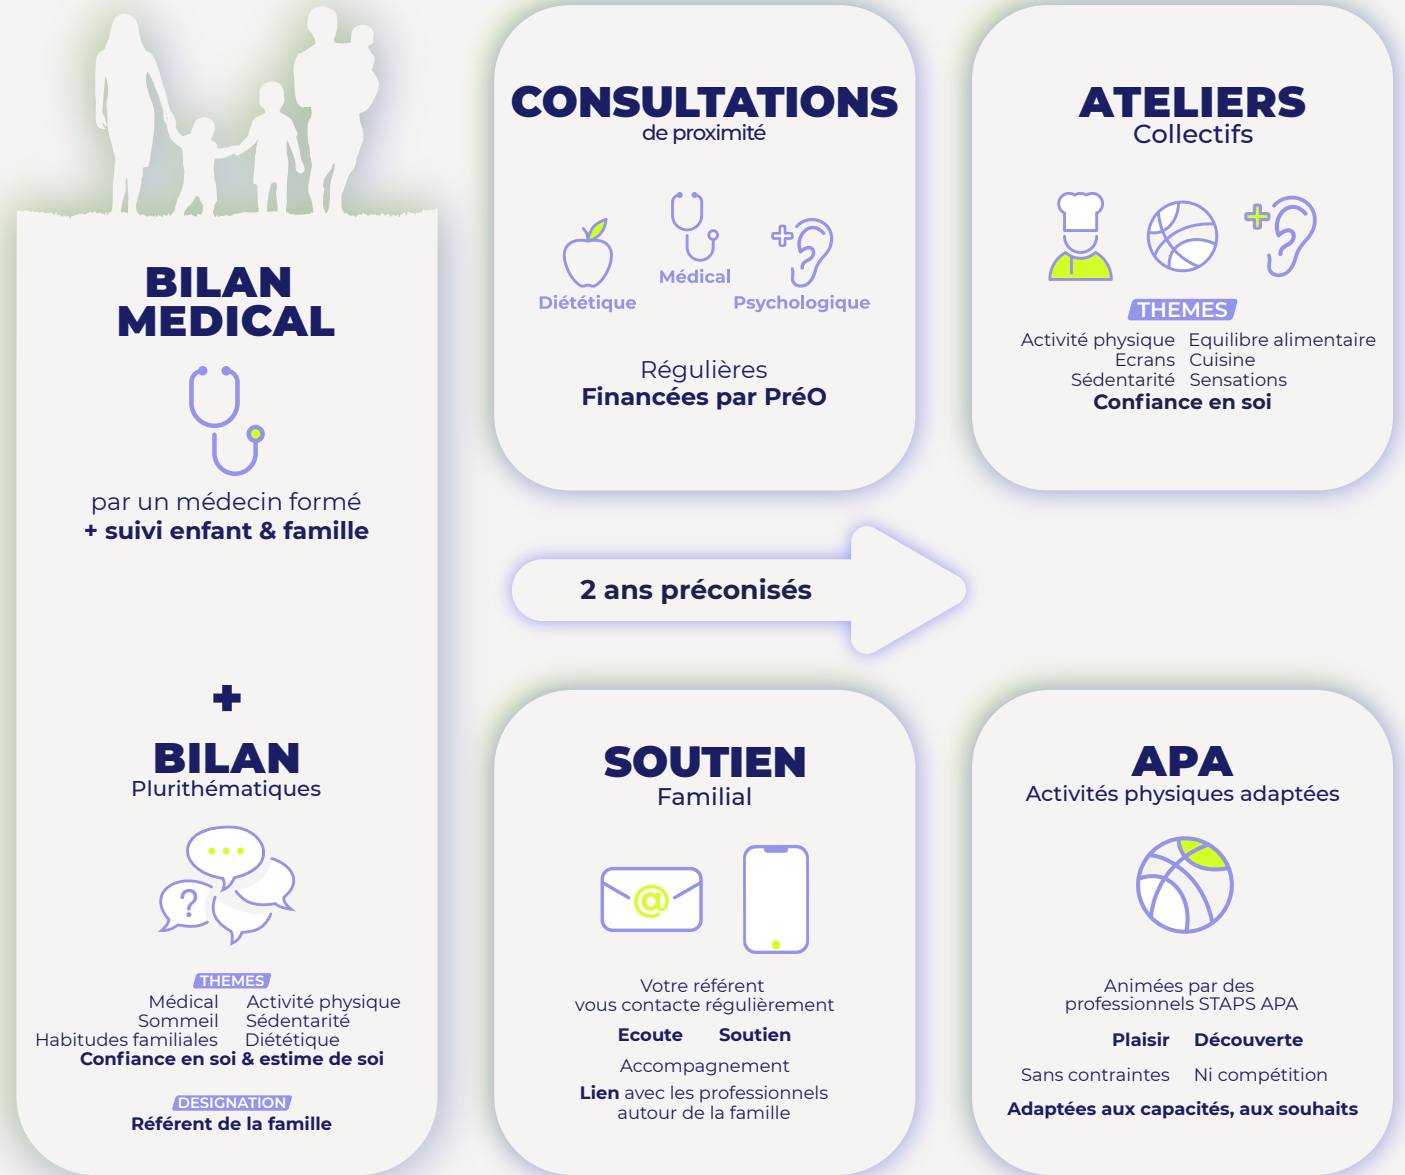 BILAN
MEDICAL
par un médecin formé
+ suivi enfant & famille
+
BILAN
Plurithématiques
?
THEMES
Médical Activité physique
Sommeil Sédentarité
Habitudes familiales Diététique
Confiance en soi & estime de soi
DESIGNATION
Référent de la famille
CONSULTATIONS
de proximité
Diététique
Médical
Psychologique
Régulières
Financées par PréO
ATELIERS
Collectifs
THEMES
Activité physique Equilibre alimentaire
Ecrans Cuisine
Sédentarité Sensations
Confiance en soi
2 ans préconisés
SOUTIEN
Familial
@
Votre référent
vous contacte régulièrement
Ecoute Soutien
Accompagnement
Lien avec les professionnels
autour de la famille
APA
Activités physiques adaptées
Animées par des
professionnels STAPS APA
Plaisir Découverte
Sans contraintes Ni compétition
Adaptées aux capacités, aux souhaits